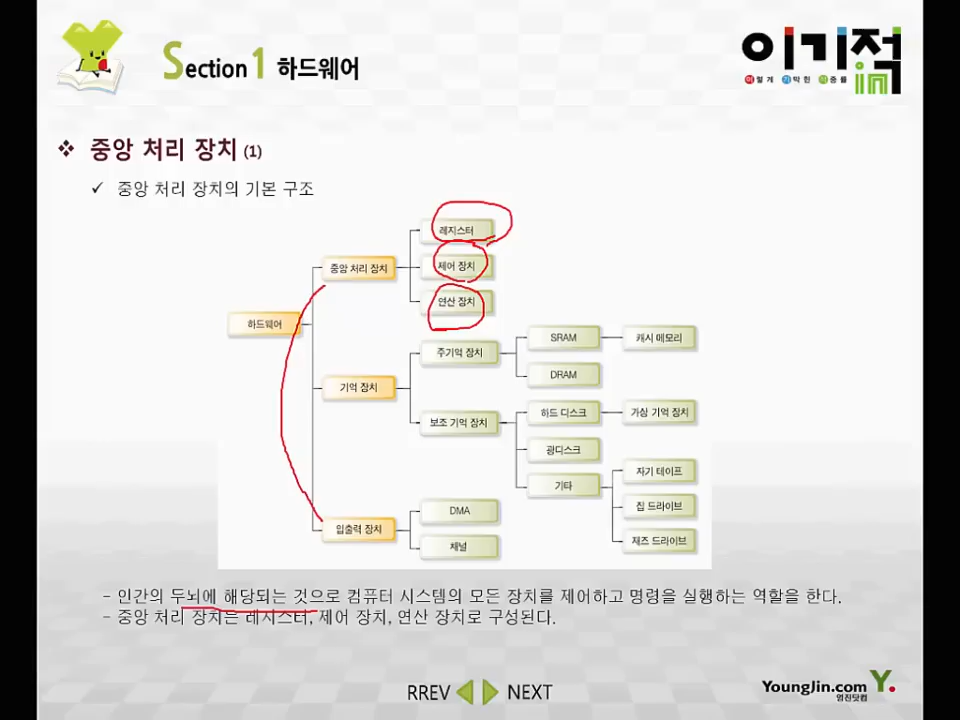 Section 1 하드웨어
이기적in
이렇게 기막힌 적중률
❖ 중앙 처리 장치 (1)
✓ 중앙 처리 장치의 기본 구조
하드웨어
중앙 처리 장치
레지스터
제어 장치
연산 장치
기억 장치
주기억 장치
SRAM
캐시 메모리
DRAM
보조 기억 장치
하드 디스크
가상 기억 장치
광디스크
기타
자기 테이프
집 드라이브
재즈 드라이브
입출력 장치
DMA
채널
- 인간의 두뇌에 해당되는 것으로 컴퓨터 시스템의 모든 장치를 제어하고 명령을 실행하는 역할을 한다.
- 중앙 처리 장치는 레지스터, 제어 장치, 연산 장치로 구성된다.
RREV NEXT
YoungJin.com Y.
영진닷컴